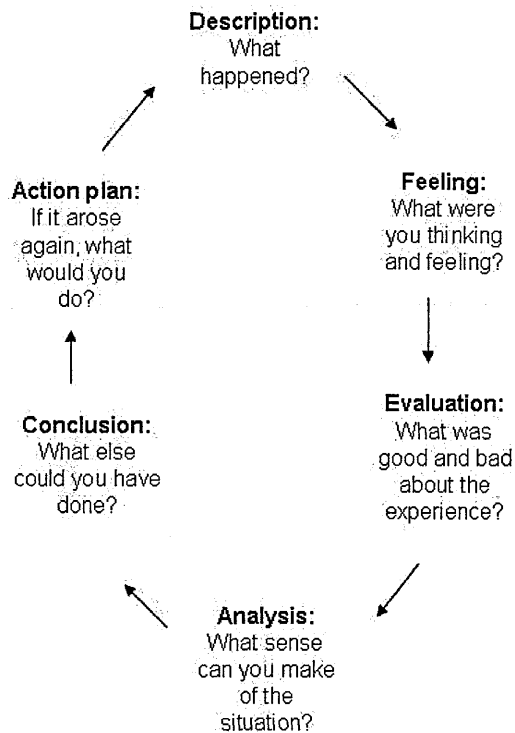 Description:
What
happened?
Feeling:
What were
you thinking
and feeling?
Evaluation:
What was
good and bad
about the
experience?
Analysis:
What sense
can you make
of the
situation?
Conclusion:
What else
could you have
done?
Action plan:
If it arose
again, what
would you
do?